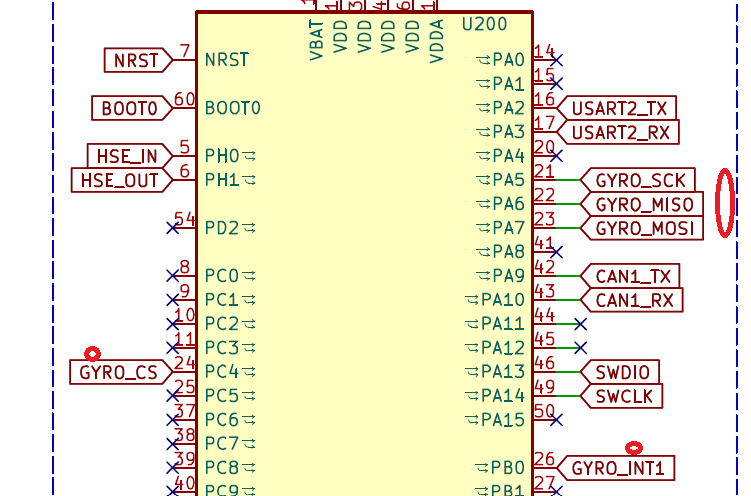 U200
VBAT VDD VDD VDD VDD VDDA
NRST 7 NRST
BOOT0 60 BOOT0
HSE_IN 5 PH0
HSE_OUT 6 PH1
54 PD2
8 PC0
9 PC1
10 PC2
11 PC3
GYRO_CS 24 PC4
25 PC5
37 PC6
38 PC7
39 PC8
40 PC9
PA0 14
PA1 15
PA2 16 USART2_TX
PA3 17 USART2_RX
PA4 20
PA5 21 GYRO_SCK
PA6 22 GYRO_MISO
PA7 23 GYRO_MOSI
PA8 41
PA9 42 CAN1_TX
PA10 43 CAN1_RX
PA11 44
PA12 45
PA13 46 SWDIO
PA14 49 SWCLK
PA15 50
PB0 26 GYRO_INT1
PB1 27